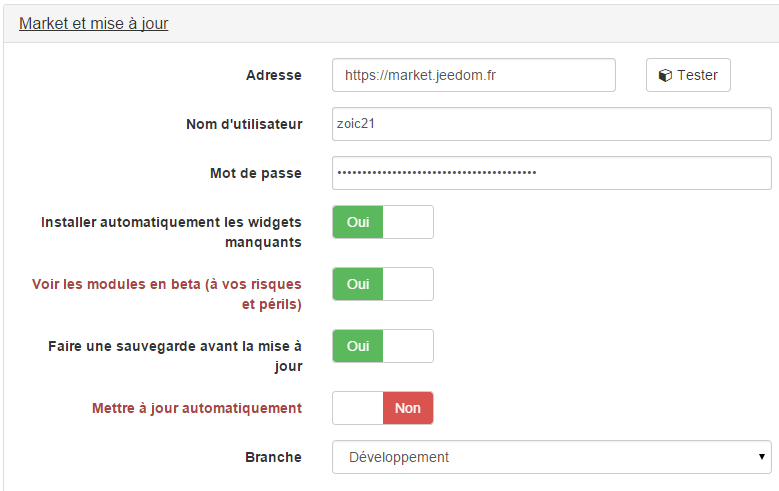 Market et mise à jour
Adresse https://market.jeedom.fr Tester
Nom d'utilisateur zoic21
Mot de passe ••••••••••••••••••••••••••••••••••••••••
Installer automatiquement les widgets
manquants Oui
Voir les modules en beta (à vos risques
et périls) Oui
Faire une sauvegarde avant la mise à
jour Oui
Mettre à jour automatiquement Non
Branche Développement